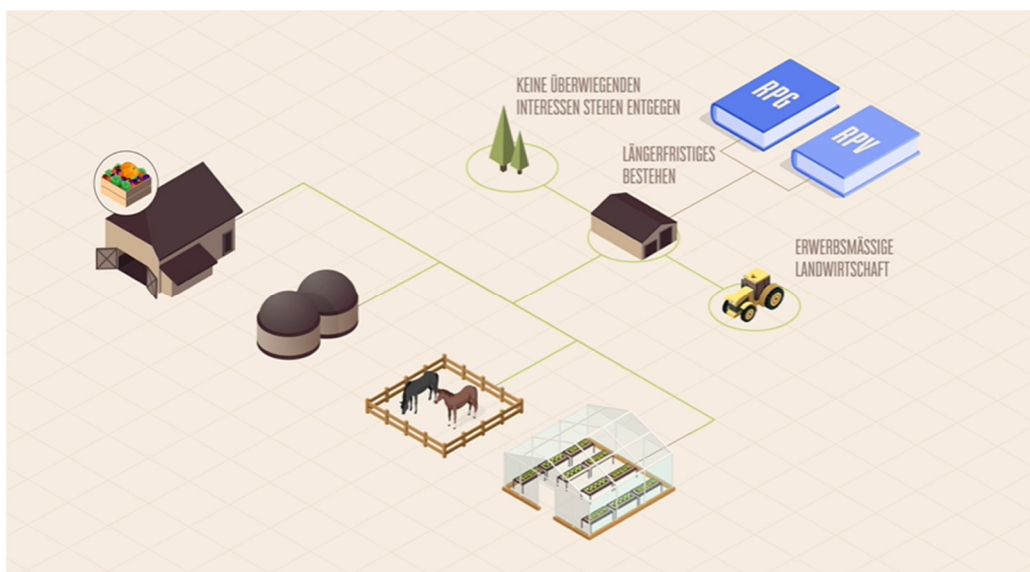 KEINE ÜBERWIEGENDEN
INTERESSEN STEHEN ENTGEGEN
RPG
RPV
LÄNGERFRISTIGES
BESTEHEN
ERWERBSMÄSSIGE
LANDWIRTSCHAFT